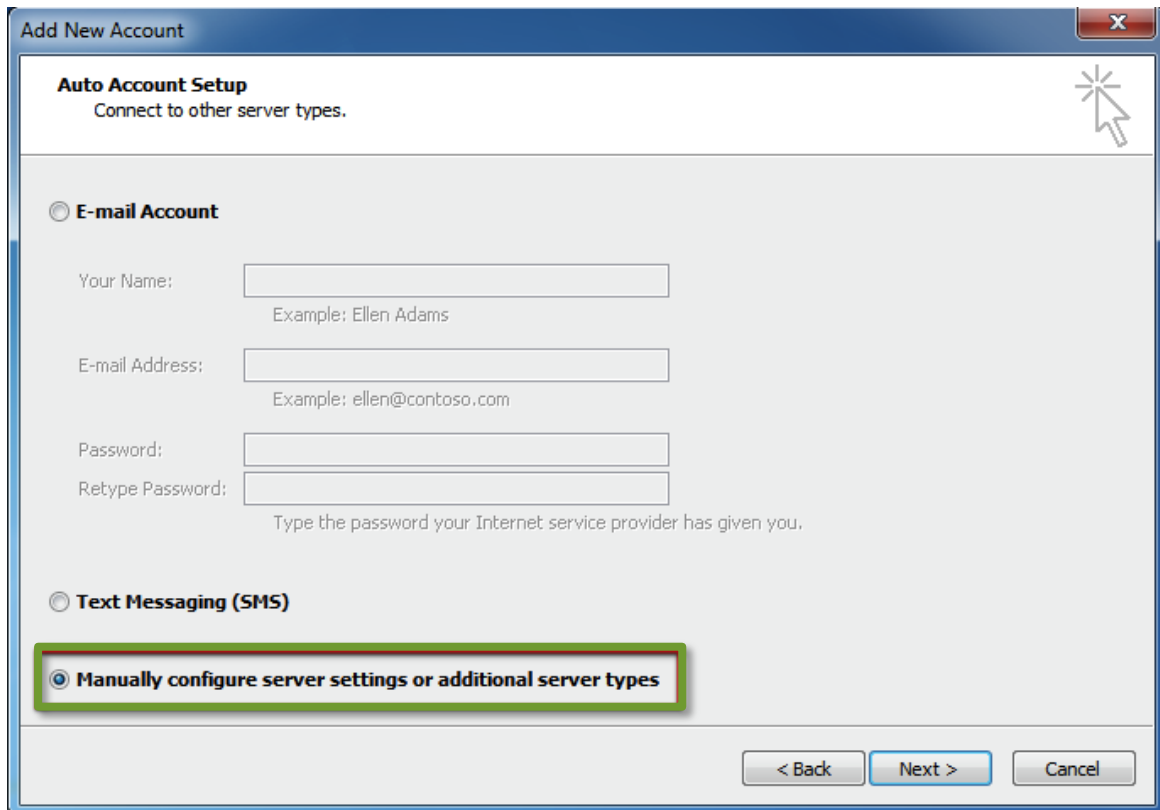 Add New Account
Auto Account Setup
Connect to other server types.
E-mail Account
Your Name:
Example: Ellen Adams
E-mail Address:
Example: ellen@contoso.com
Password:
Retype Password:
Type the password your Internet service provider has given you.
Text Messaging (SMS)
Manually configure server settings or additional server types
< Back Next > Cancel